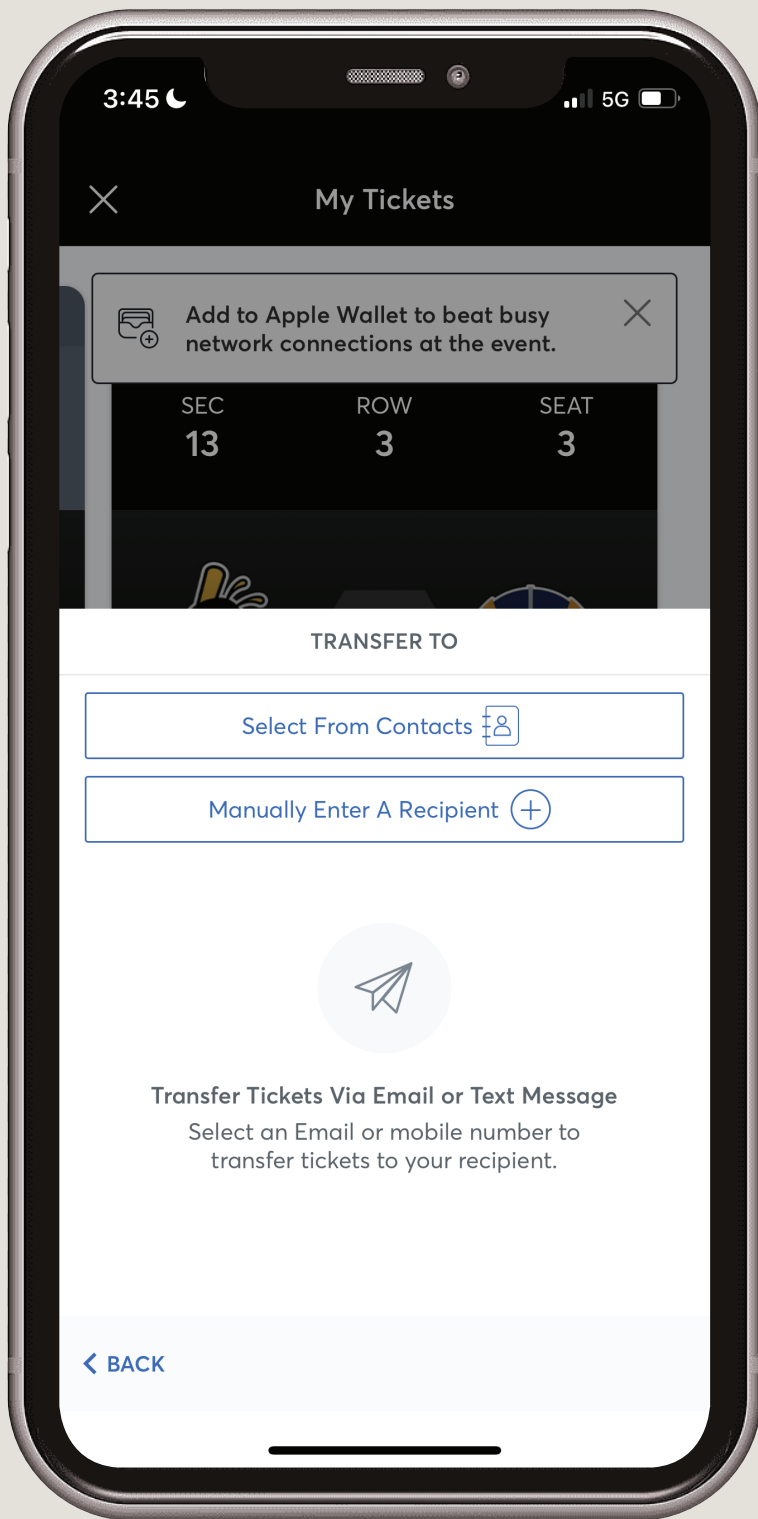 3:45
5G
My Tickets
Add to Apple Wallet to beat busy
network connections at the event.
SEC ROW SEAT
13 3 3
TRANSFER TO
Select From Contacts
Manually Enter A Recipient
Transfer Tickets Via Email or Text Message
Select an Email or mobile number to
transfer tickets to your recipient.
BACK